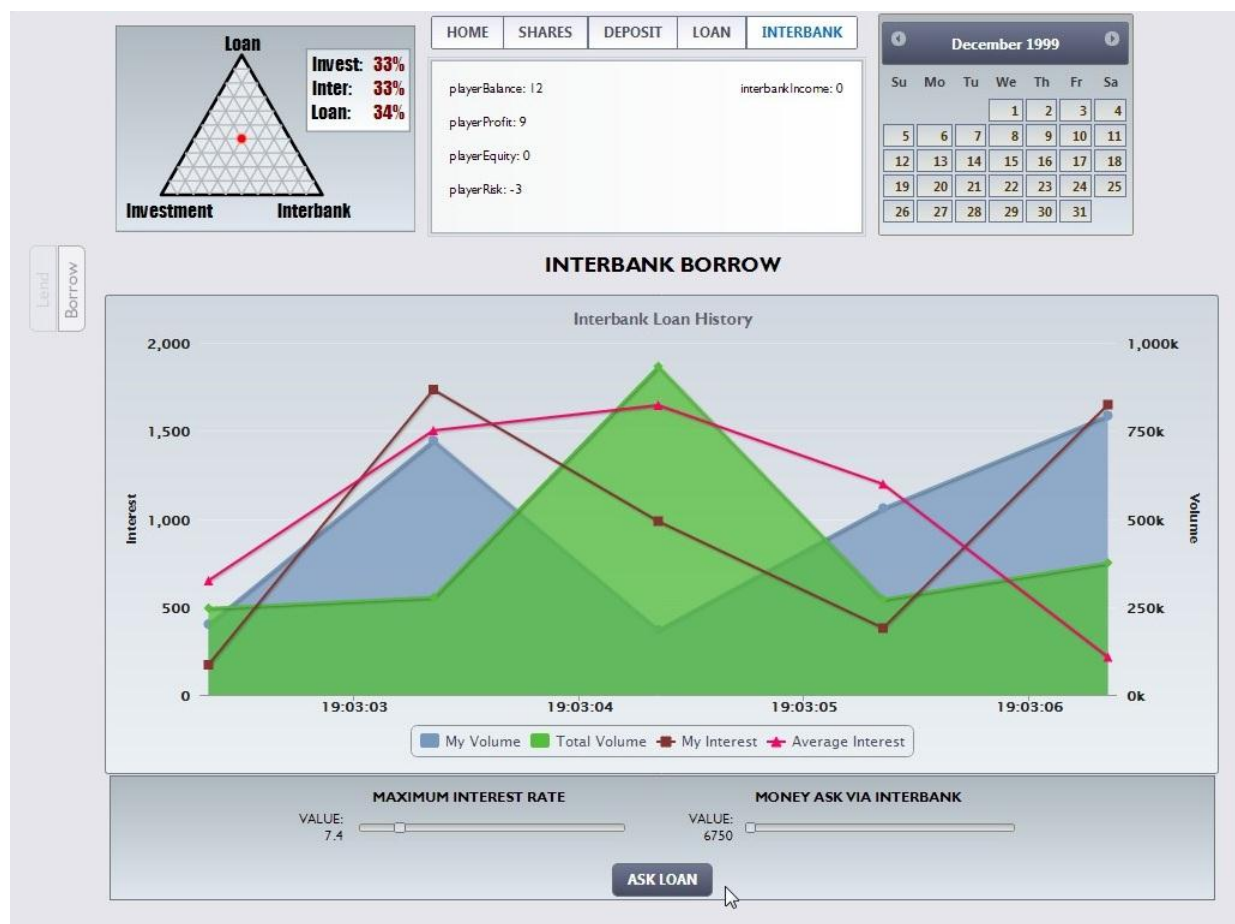 Loan
Invest: 33%
Inter: 33%
Loan: 34%
Investment Interbank
HOME SHARES DEPOSIT LOAN INTERBANK
playerBalance: 12 interbankIncome: 0
playerProfit: 9
playerEquity: 0
playerRisk: -3
December 1999
Su Mo Tu We Th Fr Sa
1 2 3 4
5 6 7 8 9 10 11
12 13 14 15 16 17 18
19 20 21 22 23 24 25
26 27 28 29 30 31
Lend
Borrow
INTERBANK BORROW
Interbank Loan History
2,000 1,000k
1,500 750k
1,000 500k
500 250k
0 0k
Interest
Volume
19:03:03 19:03:04 19:03:05 19:03:06
My Volume Total Volume My Interest Average Interest
MAXIMUM INTEREST RATE MONEY ASK VIA INTERBANK
VALUE: VALUE:
7.4 6750
ASK LOAN